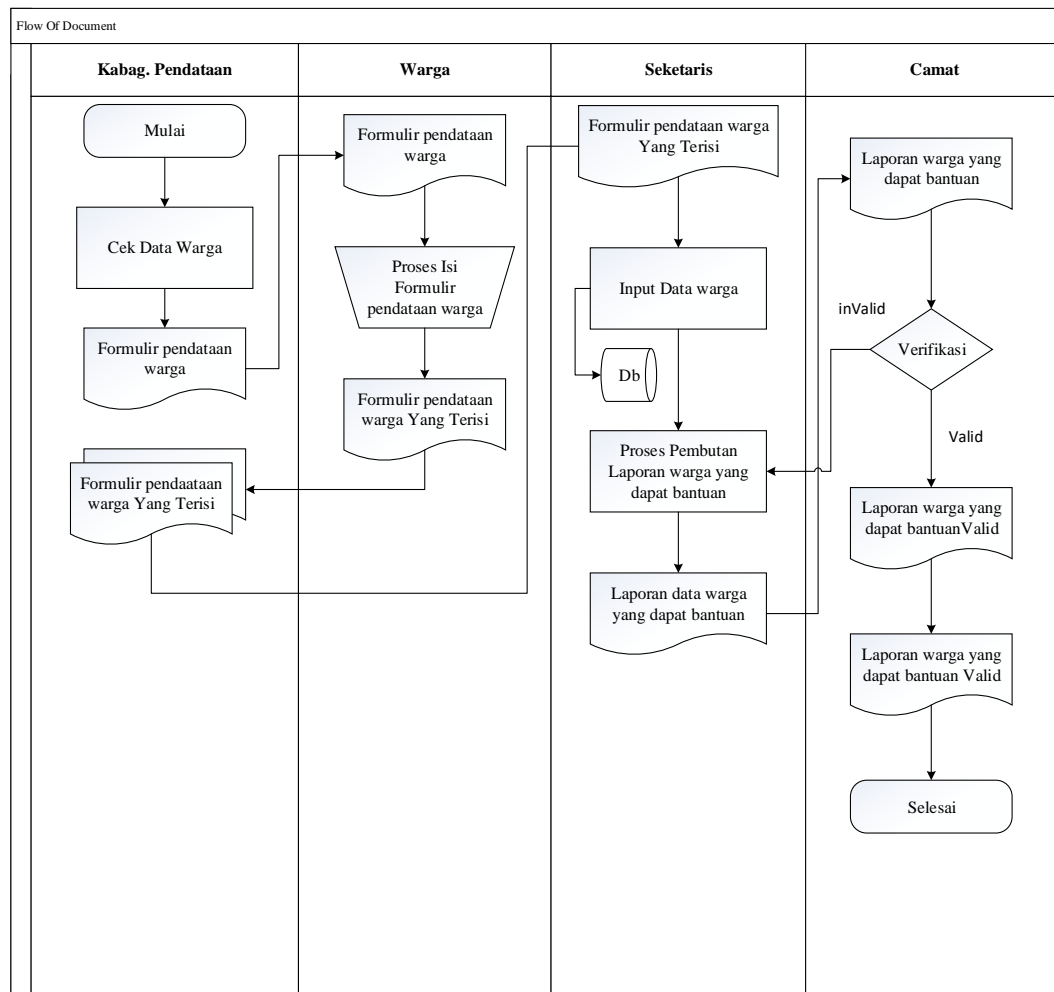 Flow Of Document
Kabag. Pendataan
Warga
Seketaris
Camat
Mulai
Cek Data Warga
Formulir pendataan
warga
Formulir pendaataan
warga Yang Terisi
Formulir pendataan
warga
Proses Isi
Formulir
pendataan warga
Formulir pendataan
warga Yang Terisi
Formulir pendataan warga
Yang Terisi
Input Data warga
Db
Proses Pembutan
Laporan warga yang
dapat bantuan
Laporan data warga
yang dapat bantuan
Laporan warga yang
dapat bantuan
inValid
Verifikasi
Valid
Laporan warga yang
dapat bantuanValid
Laporan warga yang
dapat bantuan Valid
Selesai